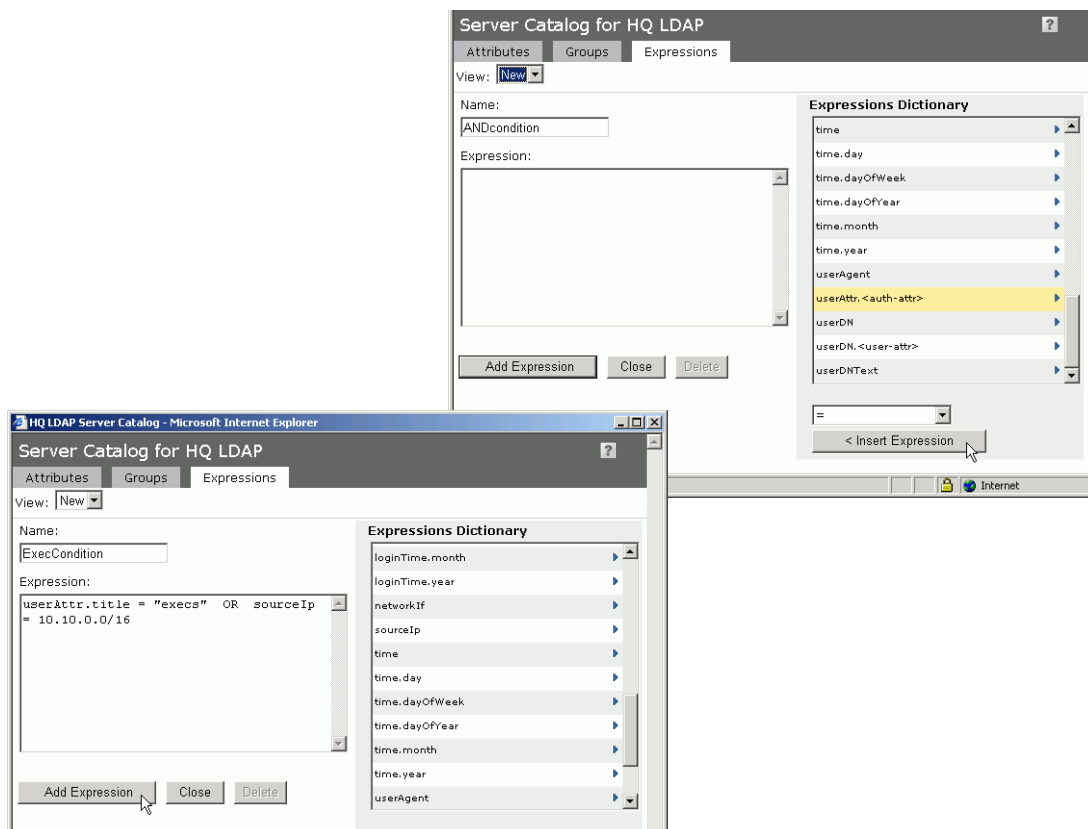 Server Catalog for HQ LDAP
?
Attributes Groups Expressions
View: New
Name:
ANDcondition
Expression:
Add Expression Close Delete
Expressions Dictionary
time
time.day
time.dayOfWeek
time.dayOfYear
time.month
time.year
userAgent
userAttr.<auth-attr>
userDN
userDN.<user-attr>
userDNText
=
< Insert Expression
Internet
HQ LDAP Server Catalog - Microsoft Internet Explorer
Server Catalog for HQ LDAP
?
Attributes Groups Expressions
View: New
Name:
ExecCondition
Expression:
userAttr.title = "execs" OR sourceIp
= 10.10.0.0/16
Add Expression Close Delete
Expressions Dictionary
loginTime.month
loginTime.year
networkIf
sourceIp
time
time.day
time.dayOfWeek
time.dayOfYear
time.month
time.year
userAgent